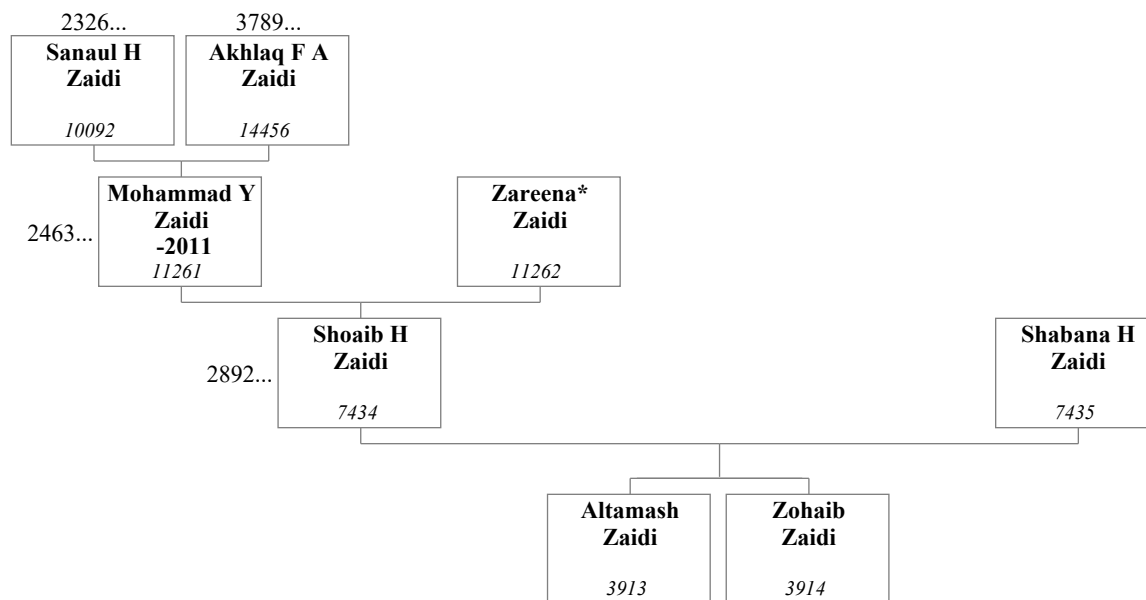 2326...
3789...
Sanaul H
Zaidi
10092
Akhlaq F A
Zaidi
14456
2463...
Mohammad Y
Zaidi
-2011
11261
Zareena*
Zaidi
11262
2892...
Shoaib H
Zaidi
7434
Shabana H
Zaidi
7435
Altamash
Zaidi
3913
Zohaib
Zaidi
3914